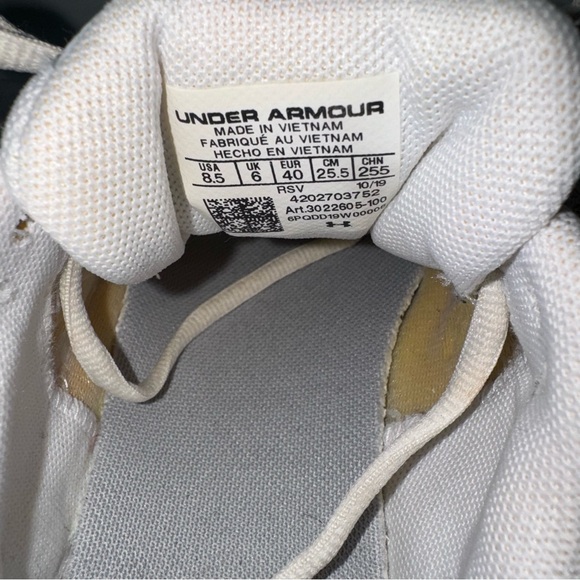 UNDER ARMOUR
MADE IN VIETNAM
FABRIQUÉ AU VIETNAM
HECHO EN VIETNAM
USA UK EUR CM CHN
8.5 6 40 25.5 255
RSV 10/19
4202703752
Art.3022605-100
6PQDD19W00006